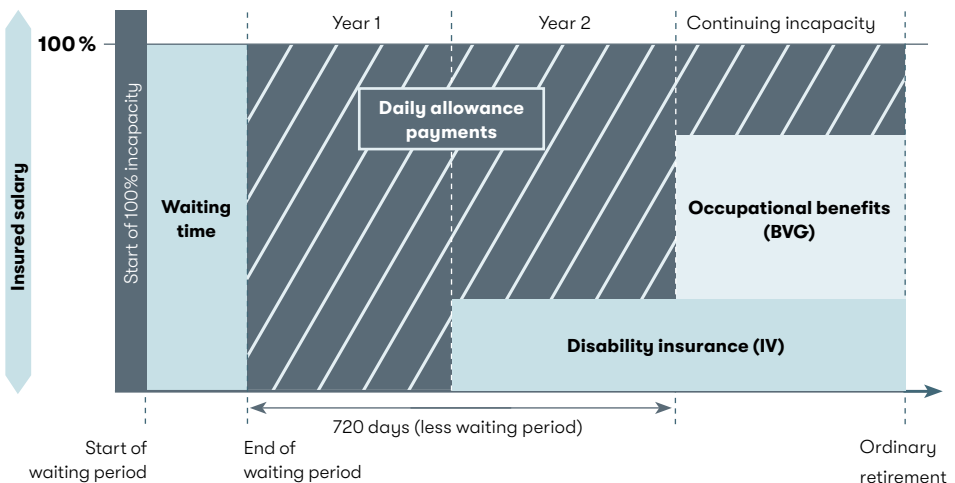 Year 1
Year 2
Continuing incapacity
100 %
Insured salary
Start of 100% incapacity
Waiting
time
Daily allowance
payments
Occupational benefits
(BVG)
Disability insurance (IV)
720 days (less waiting period)
Start of
waiting period
End of
waiting period
Ordinary
retirement